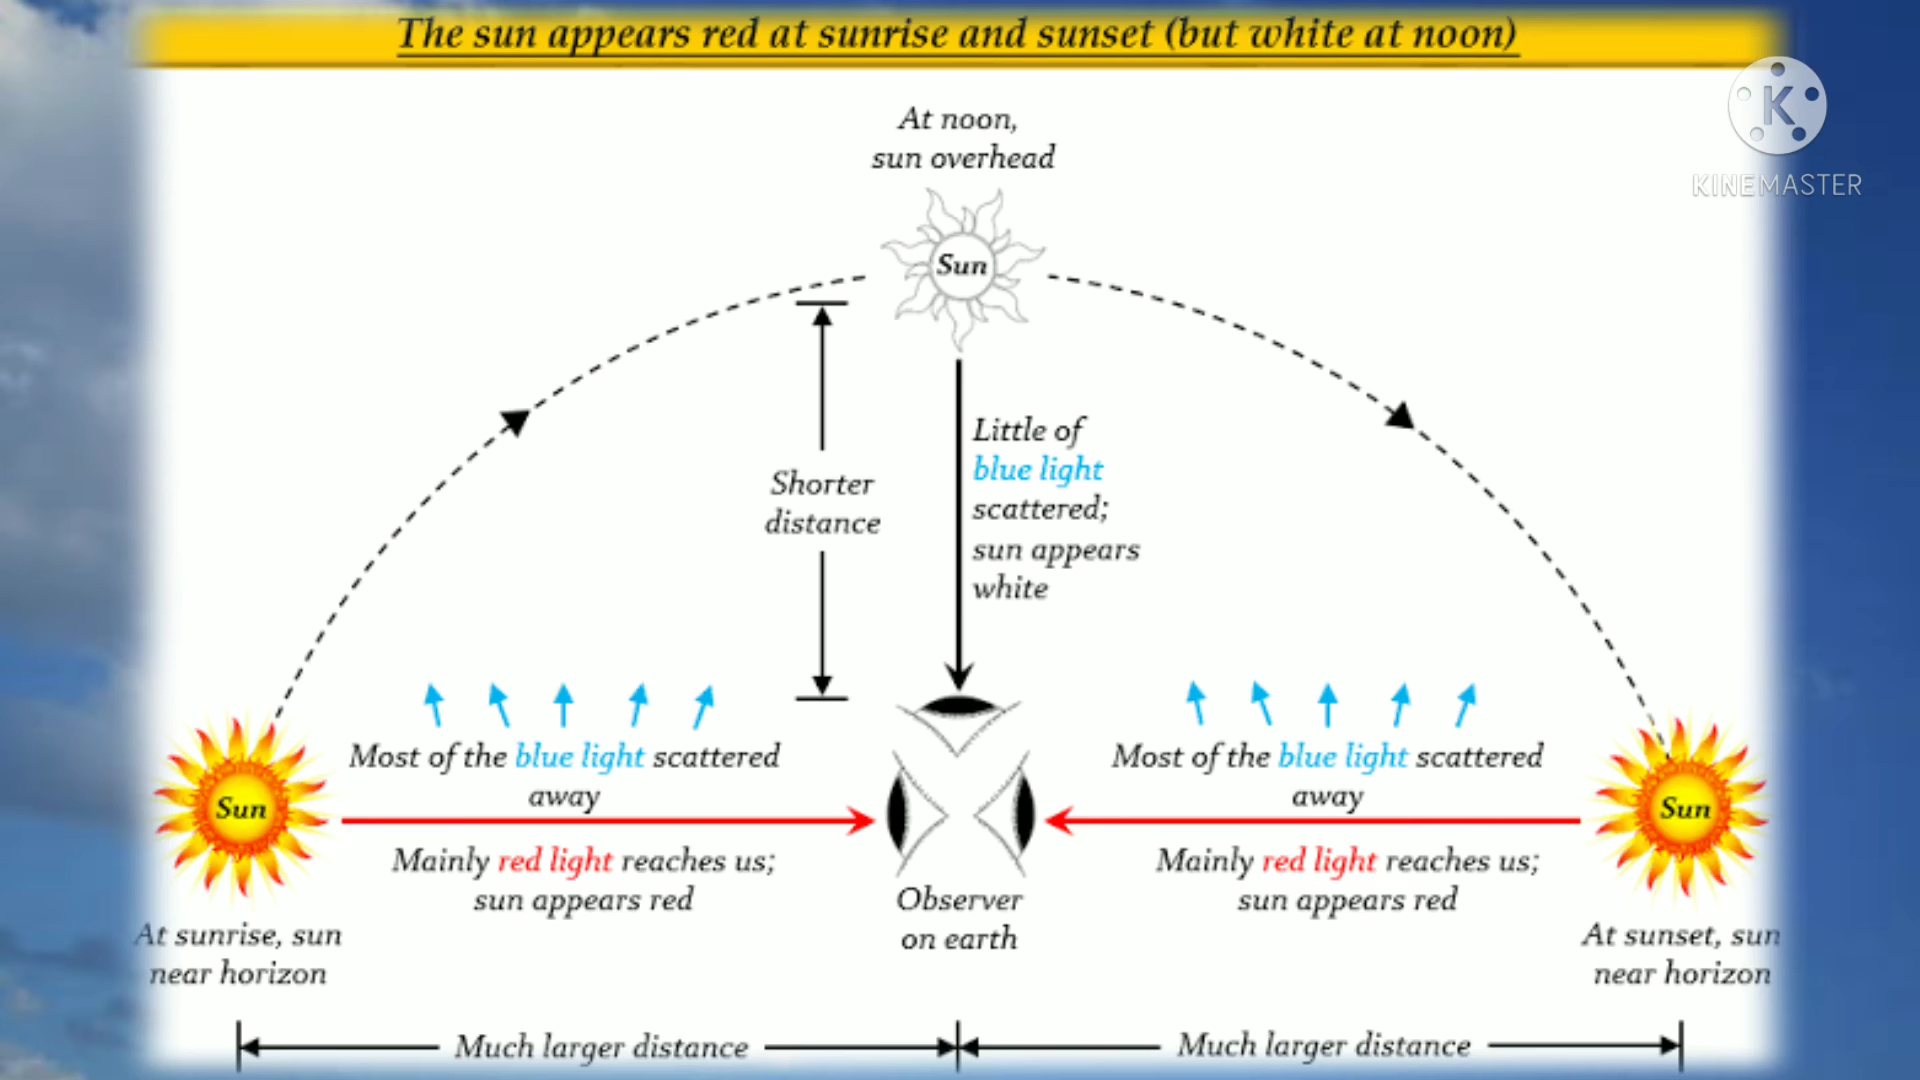 The sun appears red at sunrise and sunset (but white at noon)
KINEMASTER
K
At noon,
sun overhead
Sun
Little of
blue light
scattered;
sun appears
white
Shorter
distance
Most of the blue light scattered
away
Mainly red light reaches us;
sun appears red
Sun
At sunrise, sun
near horizon
Observer
on earth
Most of the blue light scattered
away
Mainly red light reaches us;
sun appears red
Sun
At sunset, sun
near horizon
Much larger distance
Much larger distance